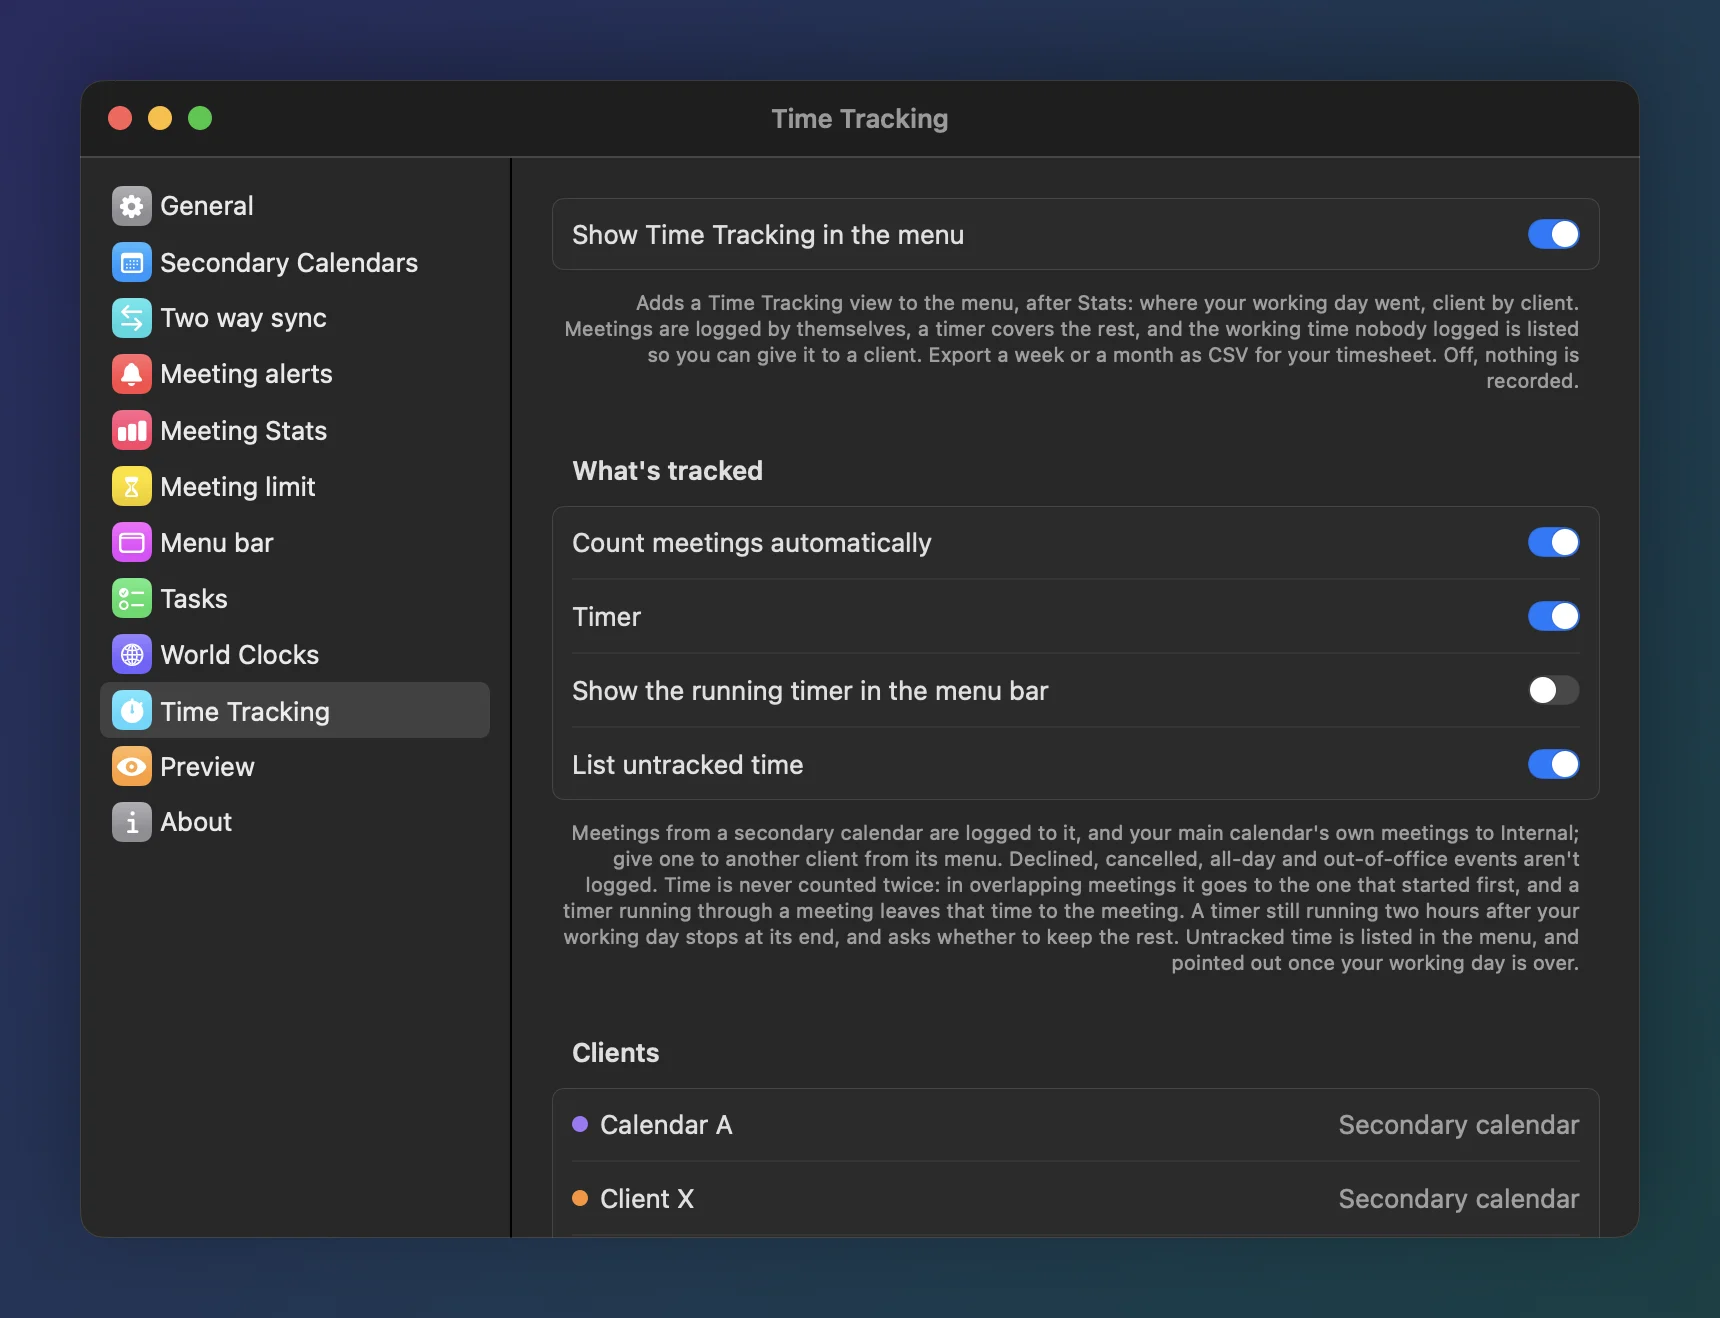 Time Tracking
General
Secondary Calendars
Two way sync
Meeting alerts
Meeting Stats
Meeting limit
Menu bar
Tasks
World Clocks
Time Tracking
Preview
About
Show Time Tracking in the menu
Adds a Time Tracking view to the menu, after Stats: where your working day went, client by client.
Meetings are logged by themselves, a timer covers the rest, and the working time nobody logged is listed
so you can give it to a client. Export a week or a month as CSV for your timesheet. Off, nothing is
recorded.
What's tracked
Count meetings automatically
Timer
Show the running timer in the menu bar
List untracked time
Meetings from a secondary calendar are logged to it, and your main calendar's own meetings to Internal;
give one to another client from its menu. Declined, cancelled, all-day and out-of-office events aren't
logged. Time is never counted twice: in overlapping meetings it goes to the one that started first, and a
timer running through a meeting leaves that time to the meeting. A timer still running two hours after your
working day stops at its end, and asks whether to keep the rest. Untracked time is listed in the menu, and
pointed out once your working day is over.
Clients
Calendar A
Secondary calendar
Client X
Secondary calendar